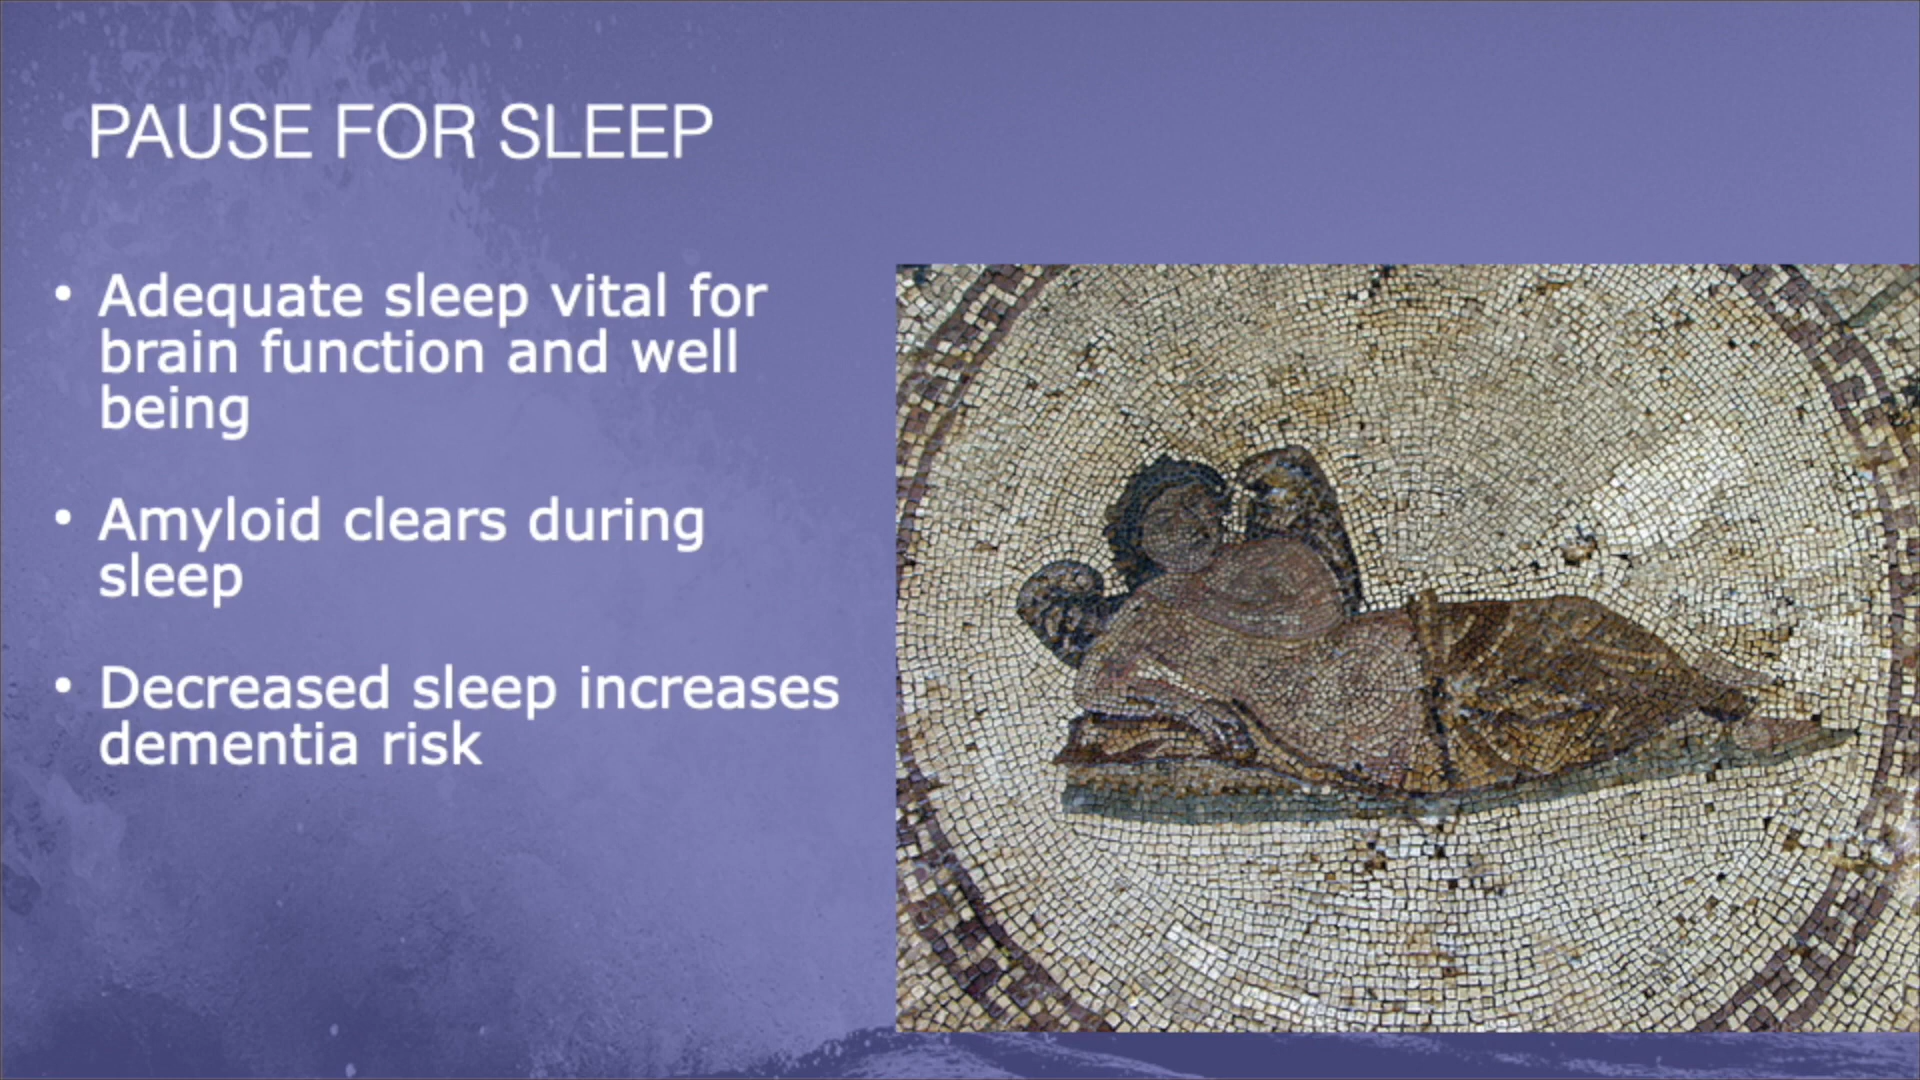 PAUSE FOR SLEEP
• Adequate sleep vital for
brain function and well
being
• Amyloid clears during
sleep
• Decreased sleep increases
dementia risk